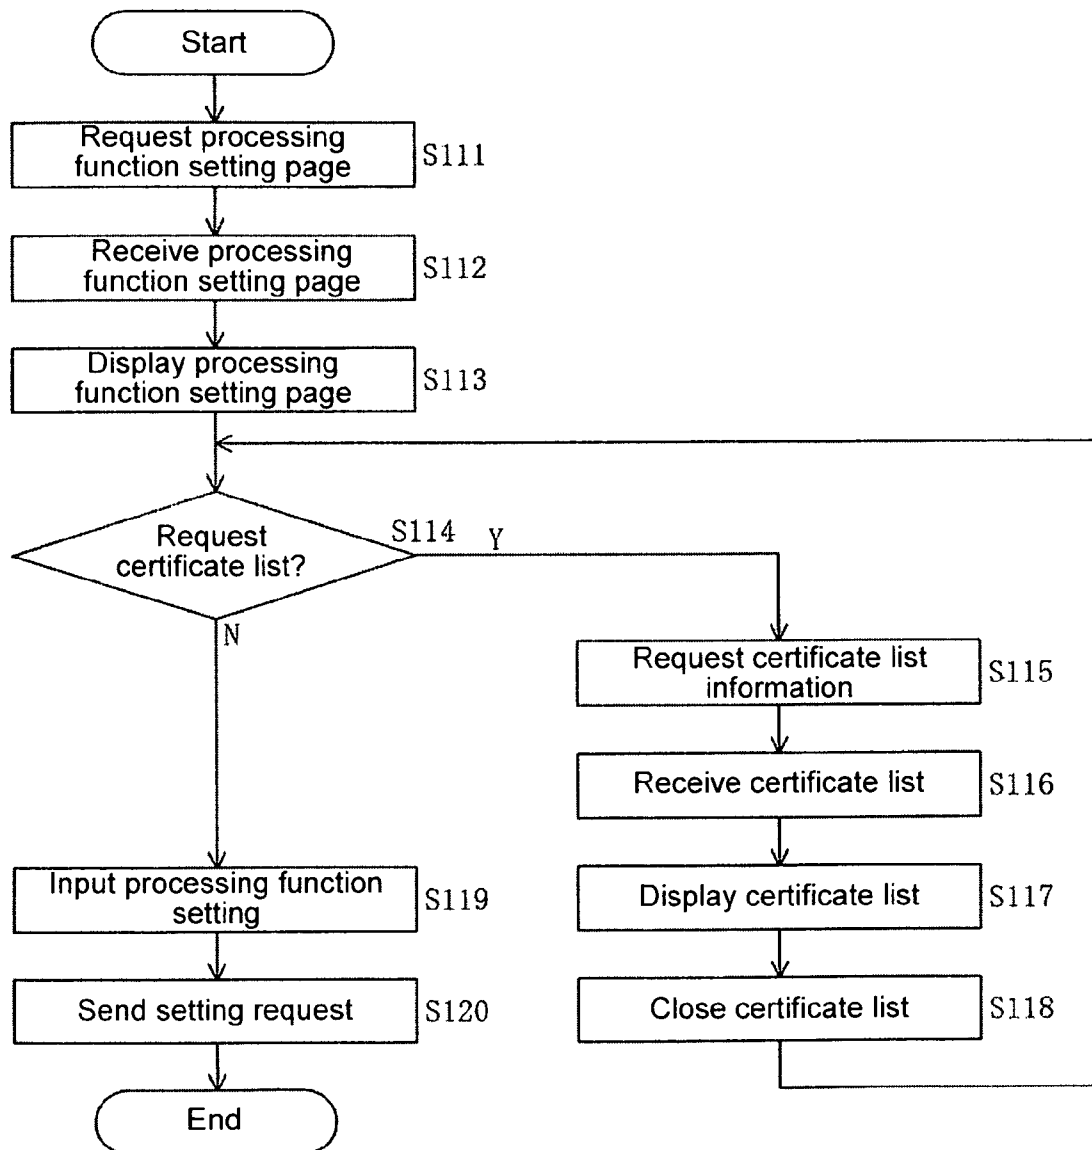 Start
Request processing
function setting page
S111
Receive processing
function setting page
S112
Display processing
function setting page
S113
Request
certificate list?
S114
Y
N
Request certificate list
information
S115
Receive certificate list
S116
Display certificate list
S117
Close certificate list
S118
Input processing function
setting
S119
Send setting request
S120
End